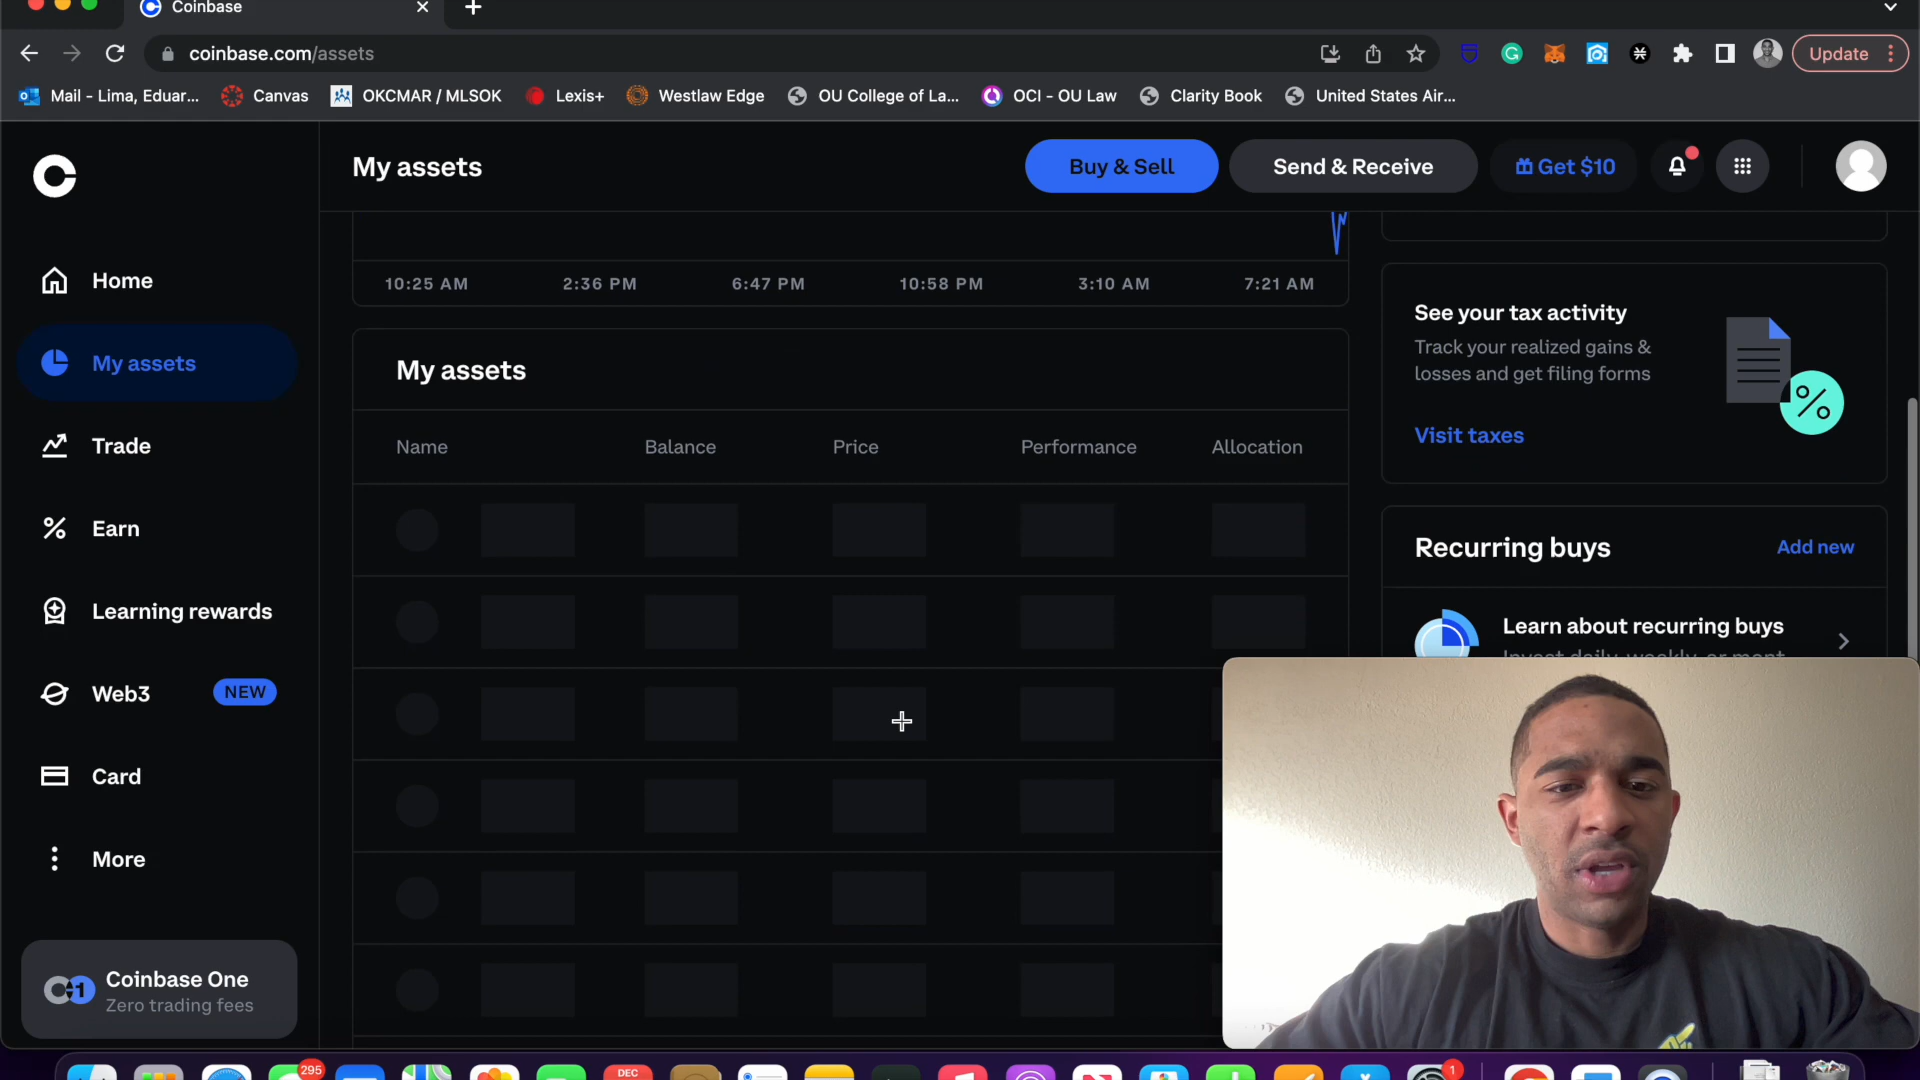 Coinbase
coinbase.com/assets
Update
Mail - Lima, Eduar...
Canvas
OKCMAR / MLSOK
Lexis+
Westlaw Edge
OU College of La...
OCI - OU Law
Clarity Book
United States Air...
My assets
Buy & Sell
Send & Receive
Get $10
Home
My assets
Trade
Earn
Learning rewards
Web3
NEW
Card
More
Coinbase One
Zero trading fees
10:25 AM
2:36 PM
6:47 PM
10:58 PM
3:10 AM
7:21 AM
My assets
Name
Balance
Price
Performance
Allocation
See your tax activity
Track your realized gains &
losses and get filing forms
Visit taxes
Recurring buys
Add new
Learn about recurring buys
Invest daily, weekly, or mont
295
DEC
1